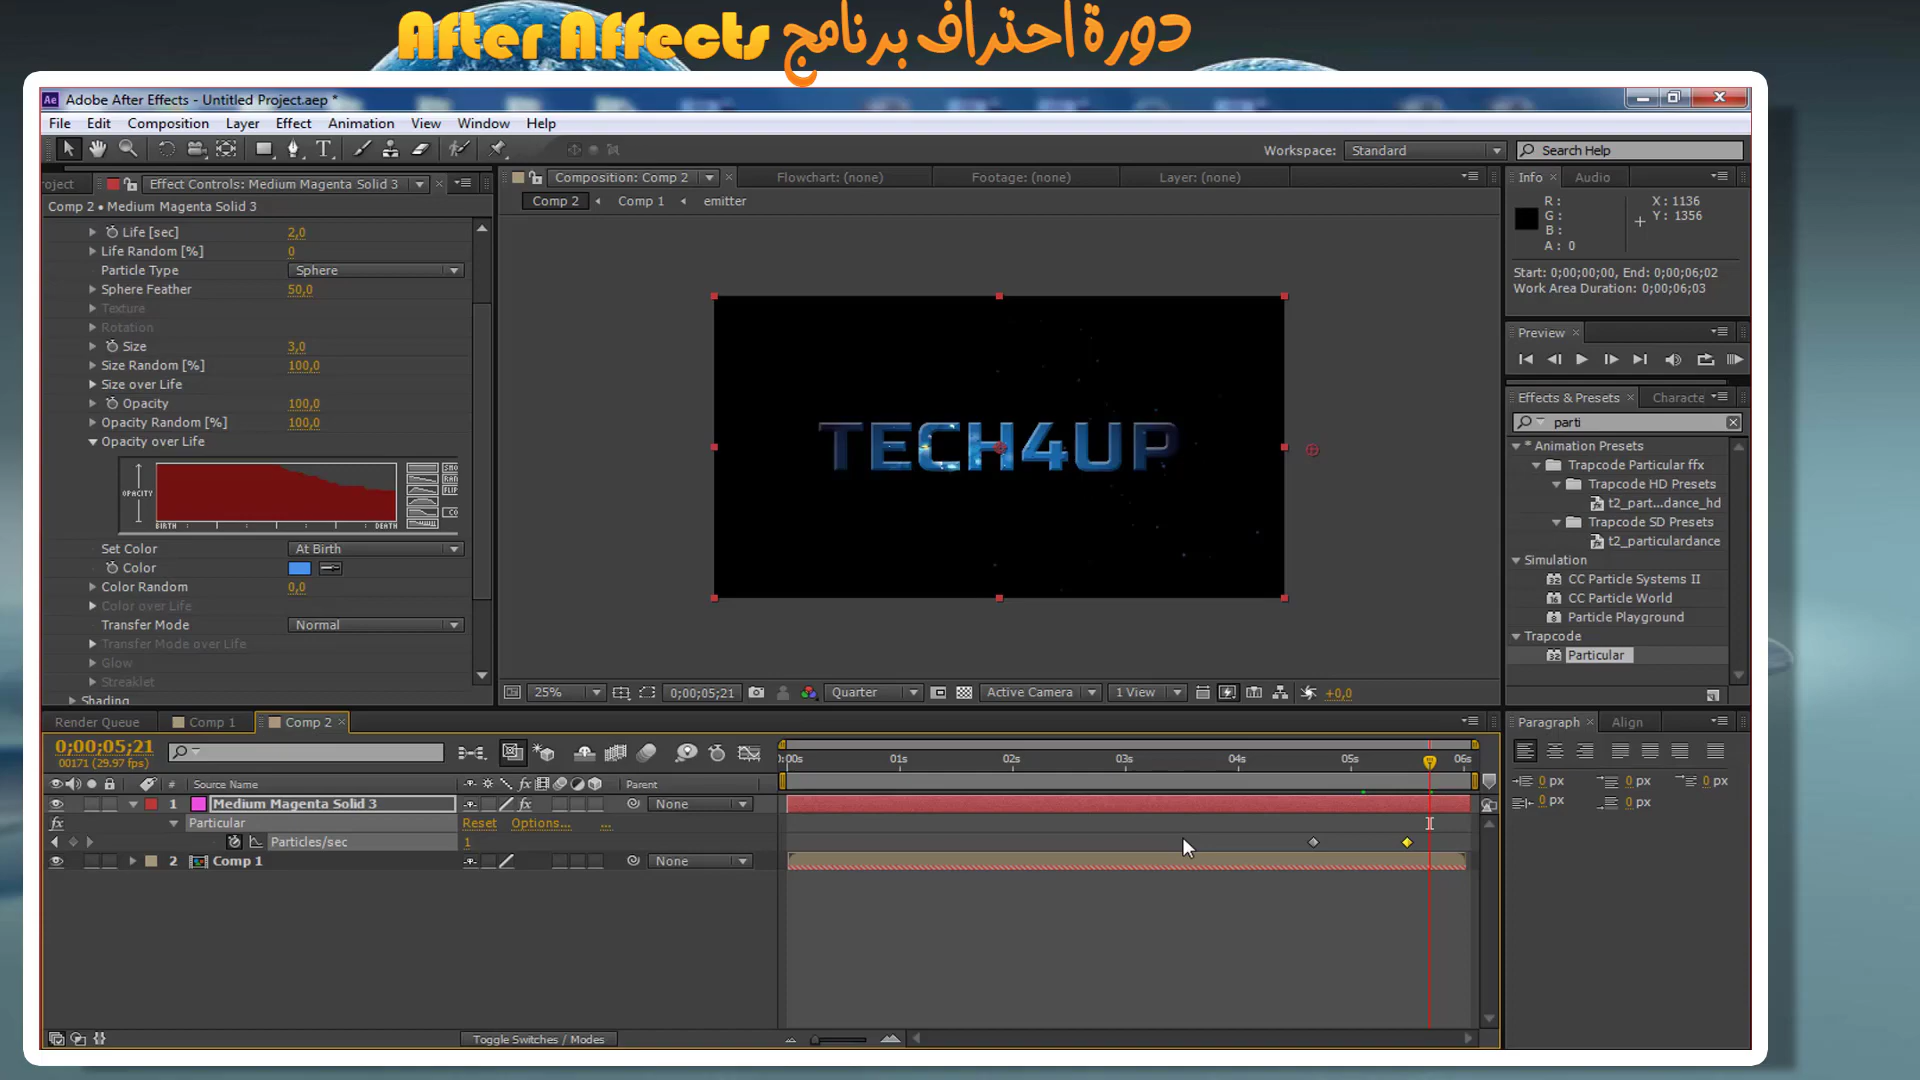 دورة احتراف برنامج After Affects
Adobe After Effects - Untitled Project.aep *
File Edit Composition Layer Effect Animation View Window Help
Workspace: Standard Search Help
roject Effect Controls: Medium Magenta Solid 3
Comp 2 • Medium Magenta Solid 3
Life [sec] 2,0
Life Random [%] 0
Particle Type Sphere
Sphere Feather 50,0
Texture
Rotation
Size 3,0
Size Random [%] 100,0
Size over Life
Opacity 100,0
Opacity Random [%] 100,0
Opacity over Life
SMO
RAN
FLIP
CO
OPACITY
BIRTH DEATH
Set Color At Birth
Color
Color Random 0,0
Color over Life
Transfer Mode Normal
Transfer Mode over Life
Glow
Streaklet
Shading
Composition: Comp 2 Flowchart: (none) Footage: (none) Layer: (none)
Comp 2 Comp 1 emitter
TECH4UP
25% 0;00;05;21 Quarter Active Camera 1 View +0,0
Info Audio
R: X: 1136
G: Y: 1356
B:
A: 0
Start: 0;00;00;00, End: 0;00;06;02
Work Area Duration: 0;00;06;03
Preview
Effects & Presets Characte
parti
* Animation Presets
Trapcode Particular ffx
Trapcode HD Presets
t2_part...dance_hd
Trapcode SD Presets
t2_particulardance
Simulation
CC Particle Systems II
CC Particle World
Particle Playground
Trapcode
Particular
Render Queue Comp 1 Comp 2
0;00;05;21
00171 (29.97 fps)
:00s 01s 02s 03s 04s 05s 06s
# Source Name Parent
1 Medium Magenta Solid 3 None
Particular Reset Options... ...
Particles/sec 1
2 Comp 1 None
Toggle Switches / Modes
Paragraph Align
0 px 0 px 0 px
0 px 0 px